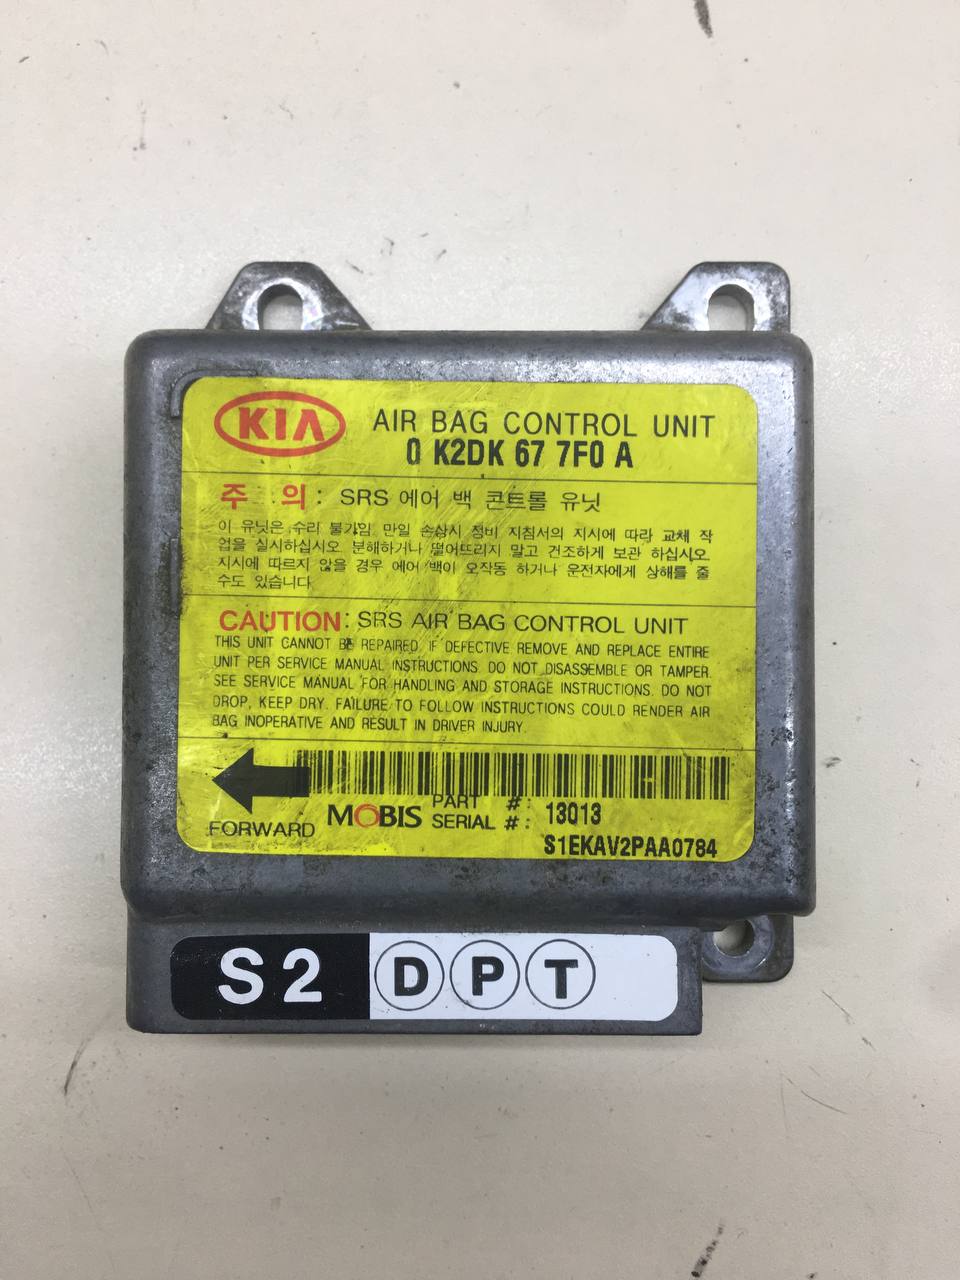 KIA
AIR BAG CONTROL UNIT
0 K2DK 67 7F0 A
주 의 : SRS 에어 백 콘트롤 유닛
이 유닛은 수리 불가임. 만일 손상시 정비 지침서의 지시에 따라 교체 작
업을 실시하십시오. 분해하거나 떨어뜨리지 말고 건조하게 보관 하십시오.
지시에 따르지 않을 경우 에어 백이 오작동 하거나 운전자에게 상해를 줄
수도 있습니다.
CAUTION: SRS AIR BAG CONTROL UNIT
THIS UNIT CANNOT BE REPAIRED. IF DEFECTIVE REMOVE AND REPLACE ENTIRE
UNIT PER SERVICE MANUAL INSTRUCTIONS. DO NOT DISASSEMBLE OR TAMPER.
SEE SERVICE MANUAL FOR HANDLING AND STORAGE INSTRUCTIONS. DO NOT
DROP, KEEP DRY. FAILURE TO FOLLOW INSTRUCTIONS COULD RENDER AIR
BAG INOPERATIVE AND RESULT IN DRIVER INJURY.
FORWARD
MOBIS
PART #: 13013
SERIAL #:
S1EKAV2PAA0784
S2 D P T